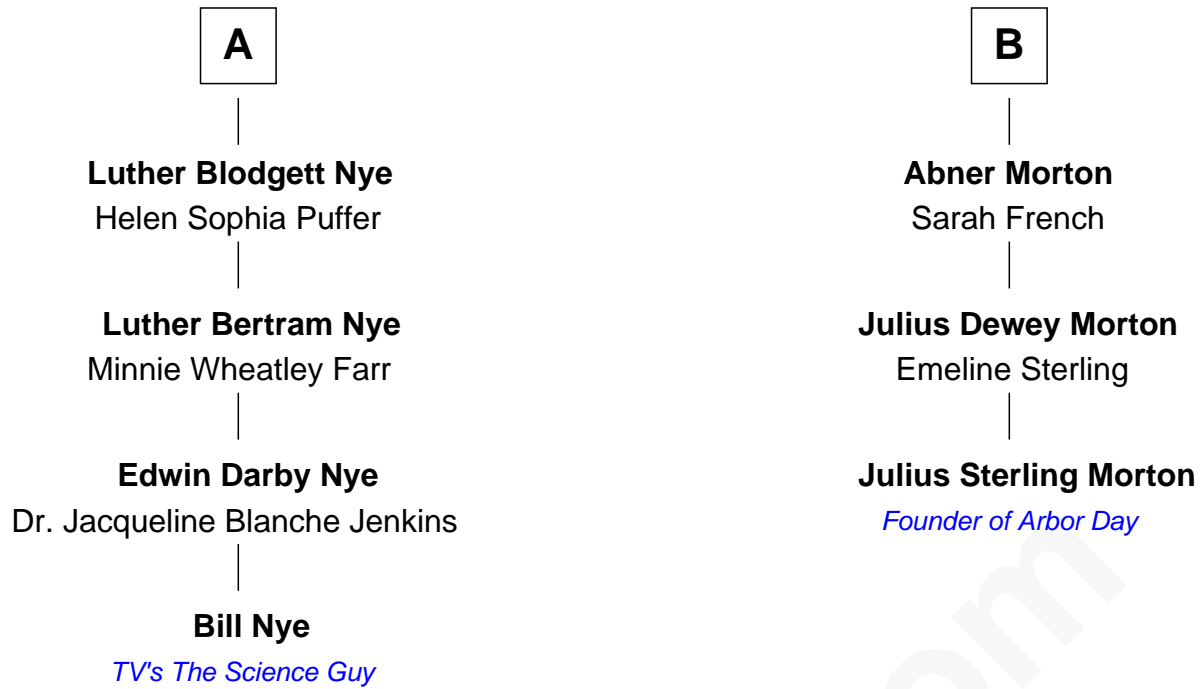 A
Luther Blodgett Nye
Helen Sophia Puffer
Luther Bertram Nye
Minnie Wheatley Farr
Edwin Darby Nye
Dr. Jacqueline Blanche Jenkins
Bill Nye
TV's The Science Guy
B
Abner Morton
Sarah French
Julius Dewey Morton
Emeline Sterling
Julius Sterling Morton
Founder of Arbor Day
om